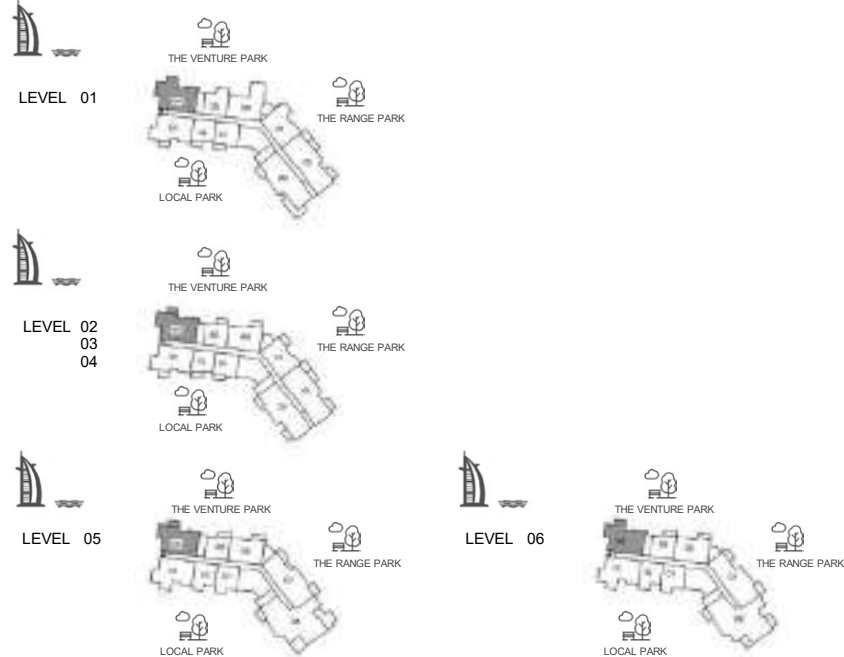 THE VENTURE PARK
LEVEL 01
THE RANGE PARK
LOCAL PARK
THE VENTURE PARK
LEVEL 02
03
04
THE RANGE PARK
LOCAL PARK
THE VENTURE PARK
LEVEL 05
THE RANGE PARK
LOCAL PARK
THE VENTURE PARK
LEVEL 06
THE RANGE PARK
LOCAL PARK